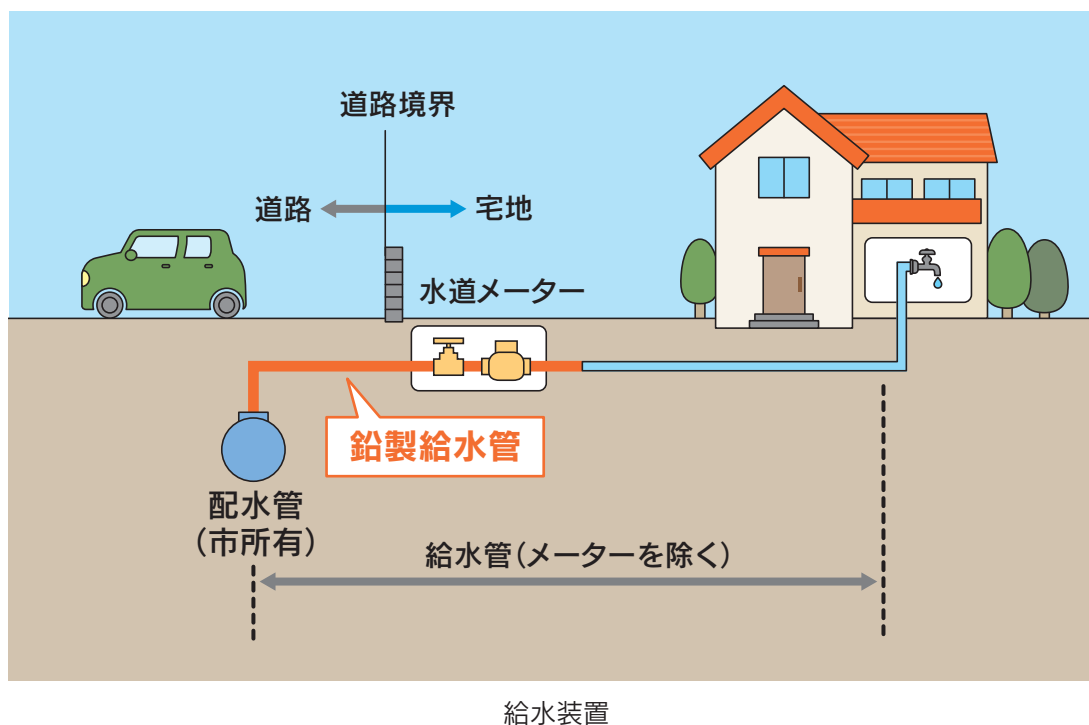 道路境界
道路
宅地
水道メーター
鉛製給水管
配水管
（市所有）
給水管（メーターを除く）
給水装置